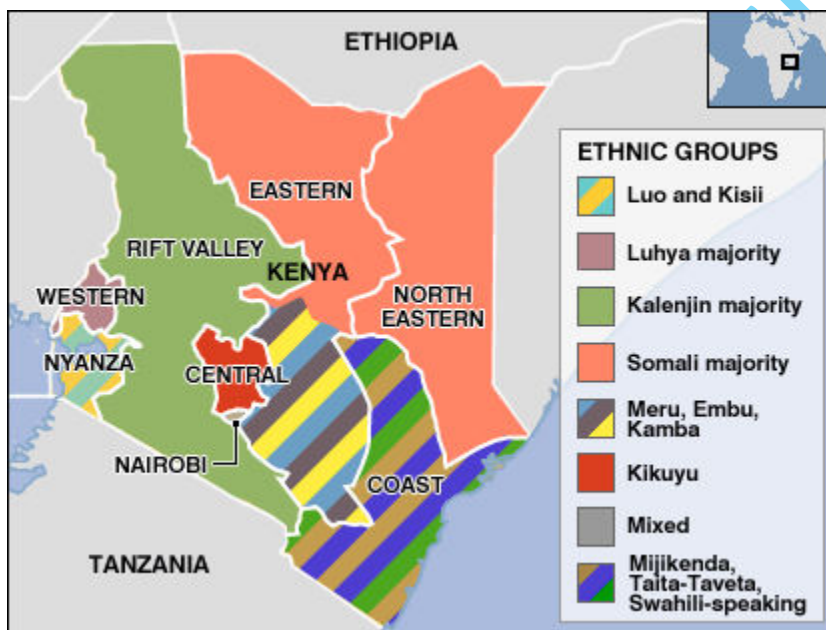 ETHIOPIA
EASTERN
RIFT VALLEY
KENYA
WESTERN
NORTH
EASTERN
NYANZA
CENTRAL
NAIROBI
COAST
TANZANIA
ETHNIC GROUPS
Luo and Kisii
Luhya majority
Kalenjin majority
Somali majority
Meru, Embu,
Kamba
Kikuyu
Mixed
Mijikenda,
Taita-Taveta,
Swahili-speaking